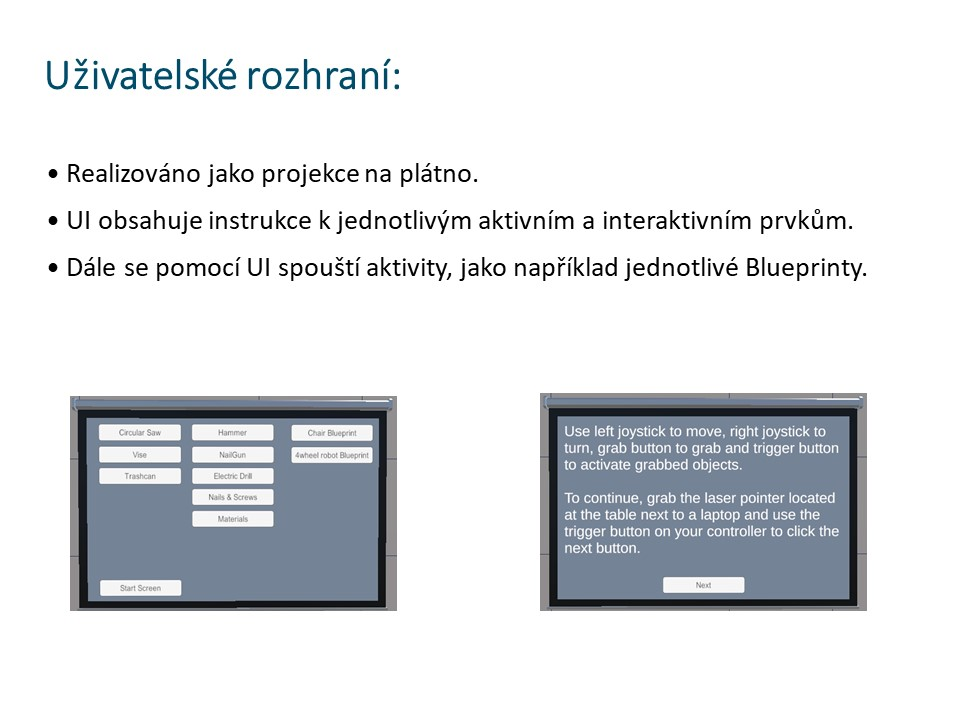 Uživatelské rozhraní:
• Realizováno jako projekce na plátno.
• UI obsahuje instrukce k jednotlivým aktivním a interaktivním prvkům.
• Dále se pomocí UI spouští aktivity, jako například jednotlivé Blueprinty.
Circular Saw
Vise
Trashcan
Hammer
NailGun
Electric Drill
Nails & Screws
Materials
Chair Blueprint
4wheel robot Blueprint
Start Screen
Use left joystick to move, right joystick to
turn, grab button to grab and trigger button
to activate grabbed objects.
To continue, grab the laser pointer located
at the table next to a laptop and use the
trigger button on your controller to click the
next button.
Next